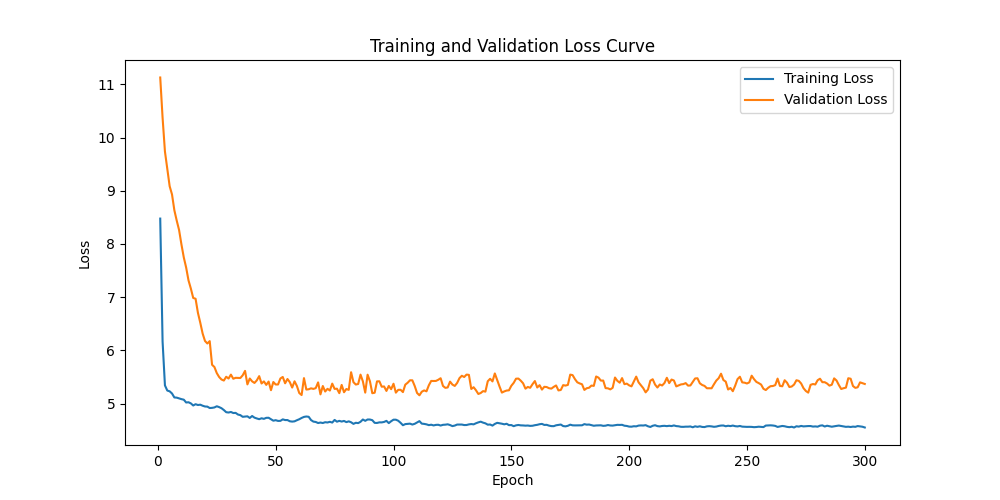 Training and Validation Loss Curve
Training Loss
Validation Loss
11
10
9
8
7
6
5
Loss
0 50 100 150 200 250 300
Epoch